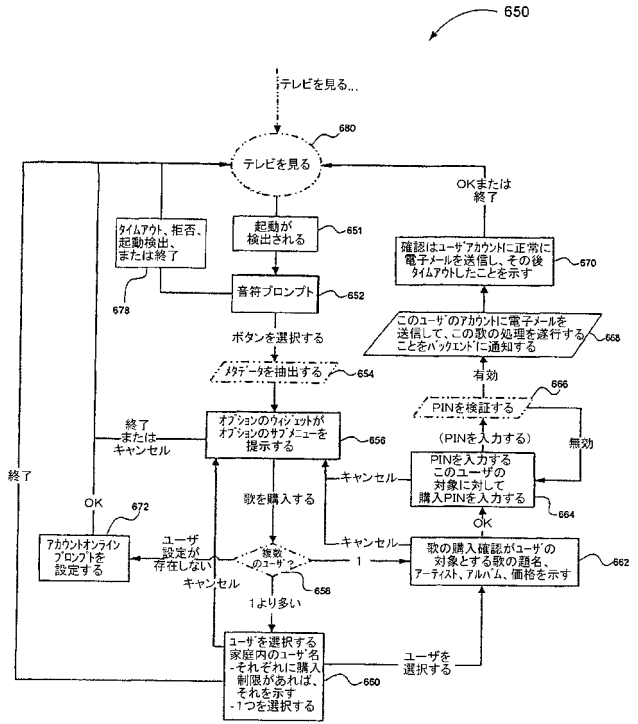 650
テレビを見る...
680
テレビを見る
OKまたは
終了
起動が
検出される
651
タイムアウト、拒否、
起動検出、
または終了
678
確認はユーザアカウントに正常に
電子メールを送信し、その後
タイムアウトしたことを示す
670
音符プロンプト
652
ボタンを選択する
このユーザのアカウントに電子メールを
送信して、この歌の処理を遂行する
ことをバックエンドに通知する
668
メタデータを抽出する
654
有効
666
PINを検証する
終了
または
キャンセル
オプションのウィジェットが
オプションのサブメニューを
提示する
656
(PINを入力する)
無効
終了
キャンセル
PINを入力する
このユーザの
対象に対して
購入PINを入力する
664
歌を購入する
OK
OK
672
アカウントオンライン
プロンプトを
設定する
ユーザ
設定が
存在しない
複数
のユーザ?
658
キャンセル
1
キャンセル
歌の購入確認がユーザの
対象とする歌の題名、
アーティスト、アルバム、価格を示す
662
1より多い
ユーザを選択する
家庭内のユーザ名
-それぞれに購入
制限があれば、
それを示す
-1つを選択する
660
ユーザを
選択する